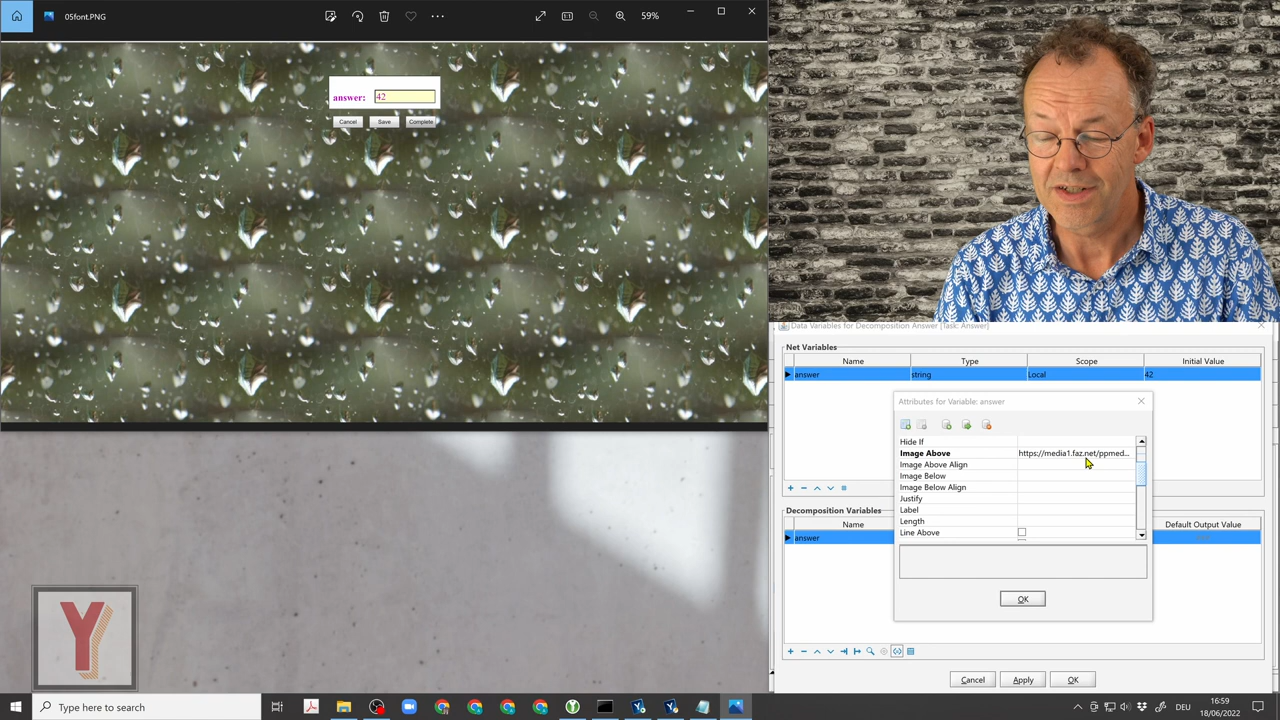 05font.PNG
59%
answer: 42
Cancel Save Complete
Data Variables for Decomposition Answer [Task: Answer]
Net Variables
Name Type Scope Initial Value
answer string Local 42
Attributes for Variable: answer
Hide If
Image Above https://media1.faz.net/ppmed...
Image Above Align
Image Below
Image Below Align
Justify
Label
Length
Line Above
OK
Decomposition Variables
Name Default Output Value
answer
Cancel Apply OK
Y
Type here to search
DEU
16:59
18/06/2022